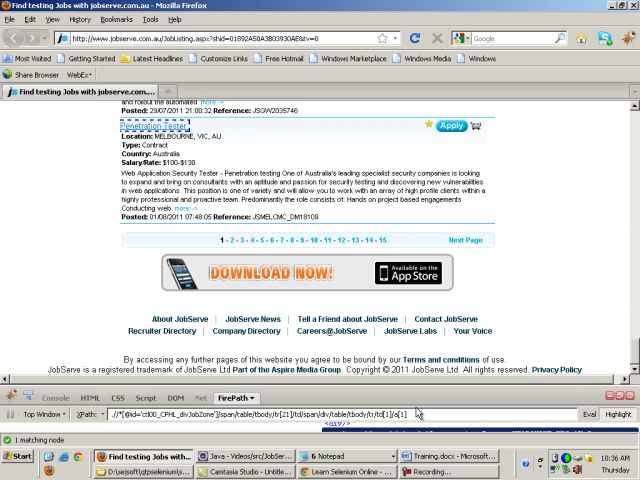 Find testing Jobs with jobserve.com.au - Mozilla Firefox
File Edit View History Bookmarks Tools Help
http://www.jobserve.com.au/JobListing.aspx?shid=01892A50A3B03930AE&tv=0
Google
Most Visited Getting Started Latest Headlines Customize Links Free Hotmail Windows Marketplace Windows Media Windows
Share Browser WebEx
Find testing Jobs with jobserve.com....
and rollout the automated more ->
Posted: 29/07/2011 21:00:32 Reference: JSGW2035746
Penetration Tester
Apply
Location: MELBOURNE, VIC, AU
Type: Contract
Country: Australia
Salary/Rate: $100-$130
Web Application Security Tester - Penetration testing One of Australia's leading specialist security companies is looking
to expand and bring on consultants with an aptitude and passion for security testing and discovering new vulnerabilities
in web applications. This position is one of variety and will allow you to work with an array of high profile clients within a
highly professional and proactive team. Predominantly the role consists of: Hands on project based engagements
Conducting web more ->
Posted: 01/08/2011 07:48:05 Reference: JSMELCMC_DM18109
1 - 2 - 3 - 4 - 5 - 6 - 7 - 8 - 9 - 10 - 11 - 12 - 13 - 14 - 15 Next Page
DOWNLOAD NOW! Available on the App Store
About JobServe | JobServe News | Tell a Friend about JobServe | Contact JobServe
Recruiter Directory | Company Directory | Careers@JobServe | JobServe Labs | Your Voice
By accessing any further pages of this website you agree to be bound by our Terms and conditions of use.
JobServe is a registered trademark of JobServe Ltd Part of the Aspire Media Group. Copyright © 2011 JobServe Ltd. All rights reserved. Privacy Policy
Console HTML CSS Script DOM Net FirePath
Top Window XPath: .//*[@id='ctl00_CPHL_divJobZone']/span/table/tbody/tr[21]/td/span/div/table/tbody/tr/td[1]/a[1] Eval Highlight
1 matching node
Start Find testing Jobs with... Java - Videos/src/JobSer... 6 Notepad Training.docx - Microsof... 10:36 AM
D:\sejsoft\qtpselenium\s... Camtasia Studio - Untitle... Learn Selenium Online - ... Recording... Thursday